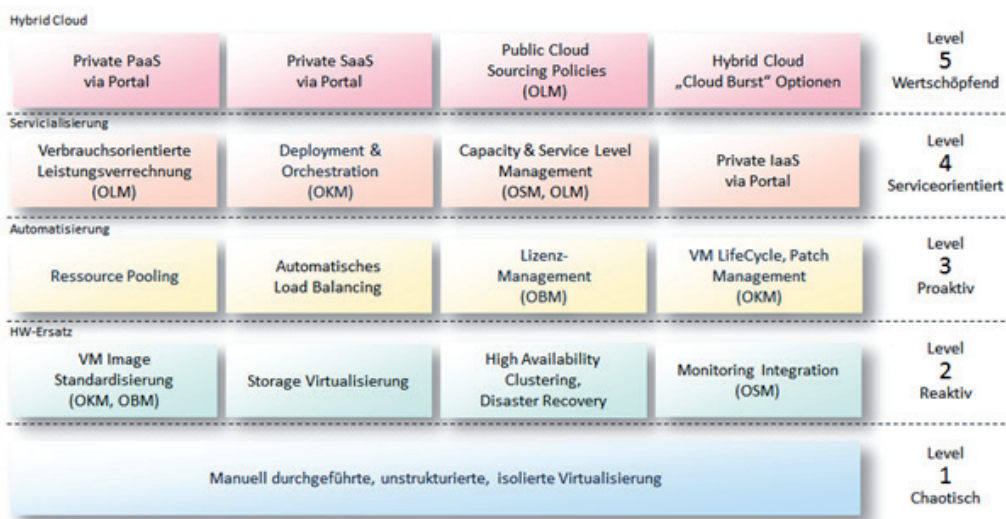 Hybrid Cloud
Private PaaS
via Portal
Private SaaS
via Portal
Public Cloud
Sourcing Policies
(OLM)
Hybrid Cloud
„Cloud Burst“ Optionen
Level
5
Wertschöpfend
Servicialisierung
Verbrauchsorientierte
Leistungsverrechnung
(OLM)
Deployment &
Orchestration
(OKM)
Capacity & Service Level
Management
(OSM, OLM)
Private IaaS
via Portal
Level
4
Serviceorientiert
Automatisierung
Ressource Pooling
Automatisches
Load Balancing
Lizenz-
Management
(OBM)
VM LifeCycle, Patch
Management
(OKM)
Level
3
Proaktiv
HW-Ersatz
VM Image
Standardisierung
(OKM, OBM)
Storage Virtualisierung
High Availability
Clustering,
Disaster Recovery
Monitoring Integration
(OSM)
Level
2
Reaktiv
Manuell durchgeführte, unstrukturierte, isolierte Virtualisierung
Level
1
Chaotisch